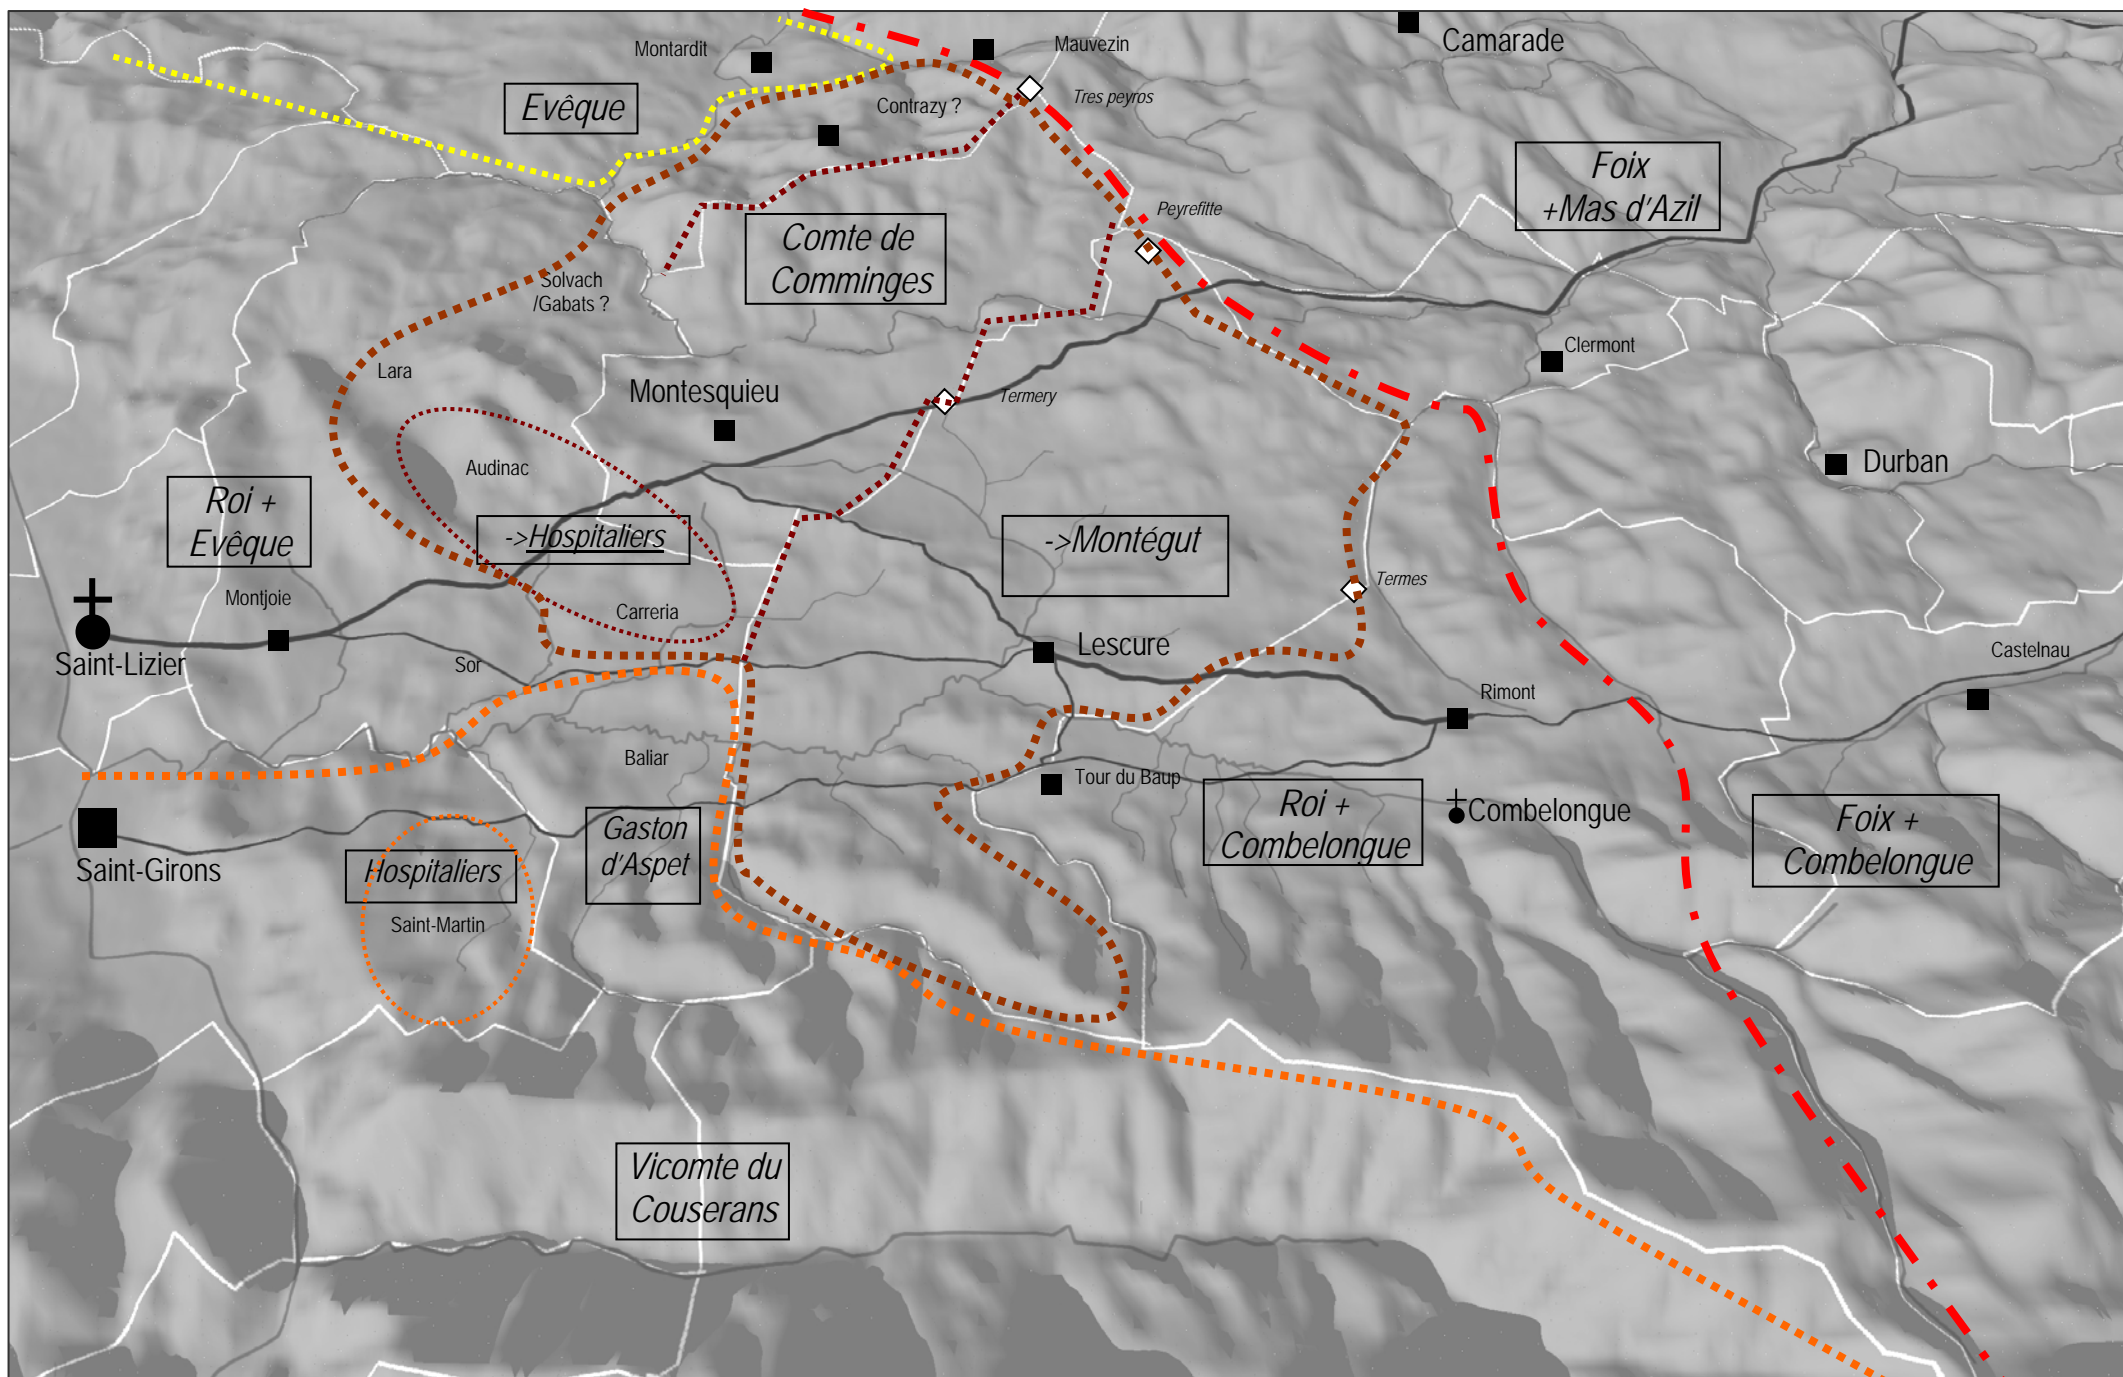 Montardit
Mauvezin
Camarade
Evêque
Contrazy ?
Tres peyros
Foix
+Mas d'Azil
Peyrefitte
Comte de
Comminges
Solvach
/Gabats ?
Clermont
Lara
Montesquieu
Termery
Durban
Audinac
Roi +
Evêque
->Hospitaliers
->Montégut
Termes
Montjoie
Carreria
Saint-Lizier
Sor
Lescure
Castelnau
Rimont
Baliar
Tour du Baup
Roi +
Combelongue
Combelongue
Foix +
Combelongue
Saint-Girons
Gaston
d'Aspet
Hospitaliers
Saint-Martin
Vicomte du
Couserans